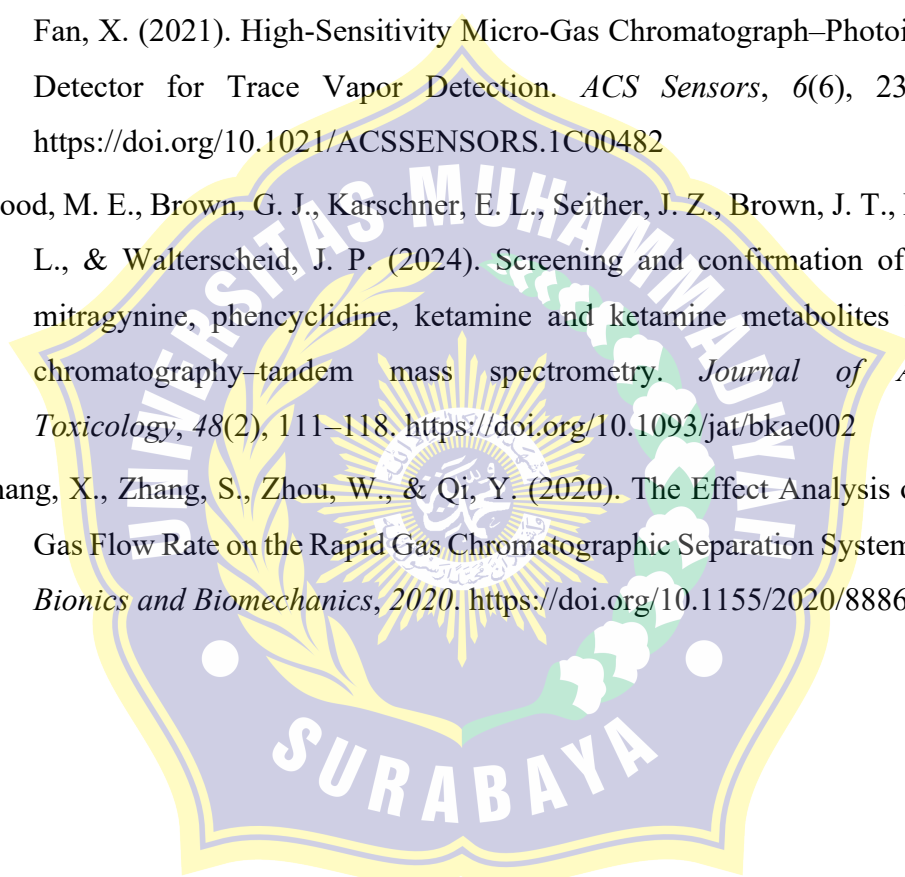 Fan, X. (2021). High-Sensitivity Micro-Gas Chromatograph–Photoi
Detector for Trace Vapor Detection. ACS Sensors, 6(6), 23
https://doi.org/10.1021/ACSSENSORS.1C00482
ood, M. E., Brown, G. J., Karschner, E. L., Seither, J. Z., Brown, J. T.,
L., & Walterscheid, J. P. (2024). Screening and confirmation of
mitragynine, phencyclidine, ketamine and ketamine metabolites
chromatography–tandem mass spectrometry. Journal of A
Toxicology, 48(2), 111–118. https://doi.org/10.1093/jat/bkae002
hang, X., Zhang, S., Zhou, W., & Qi, Y. (2020). The Effect Analysis o
Gas Flow Rate on the Rapid Gas Chromatographic Separation System
Bionics and Biomechanics, 2020. https://doi.org/10.1155/2020/8886
UNIVERSITAS MUHAMMADIYAH
SURABAYA